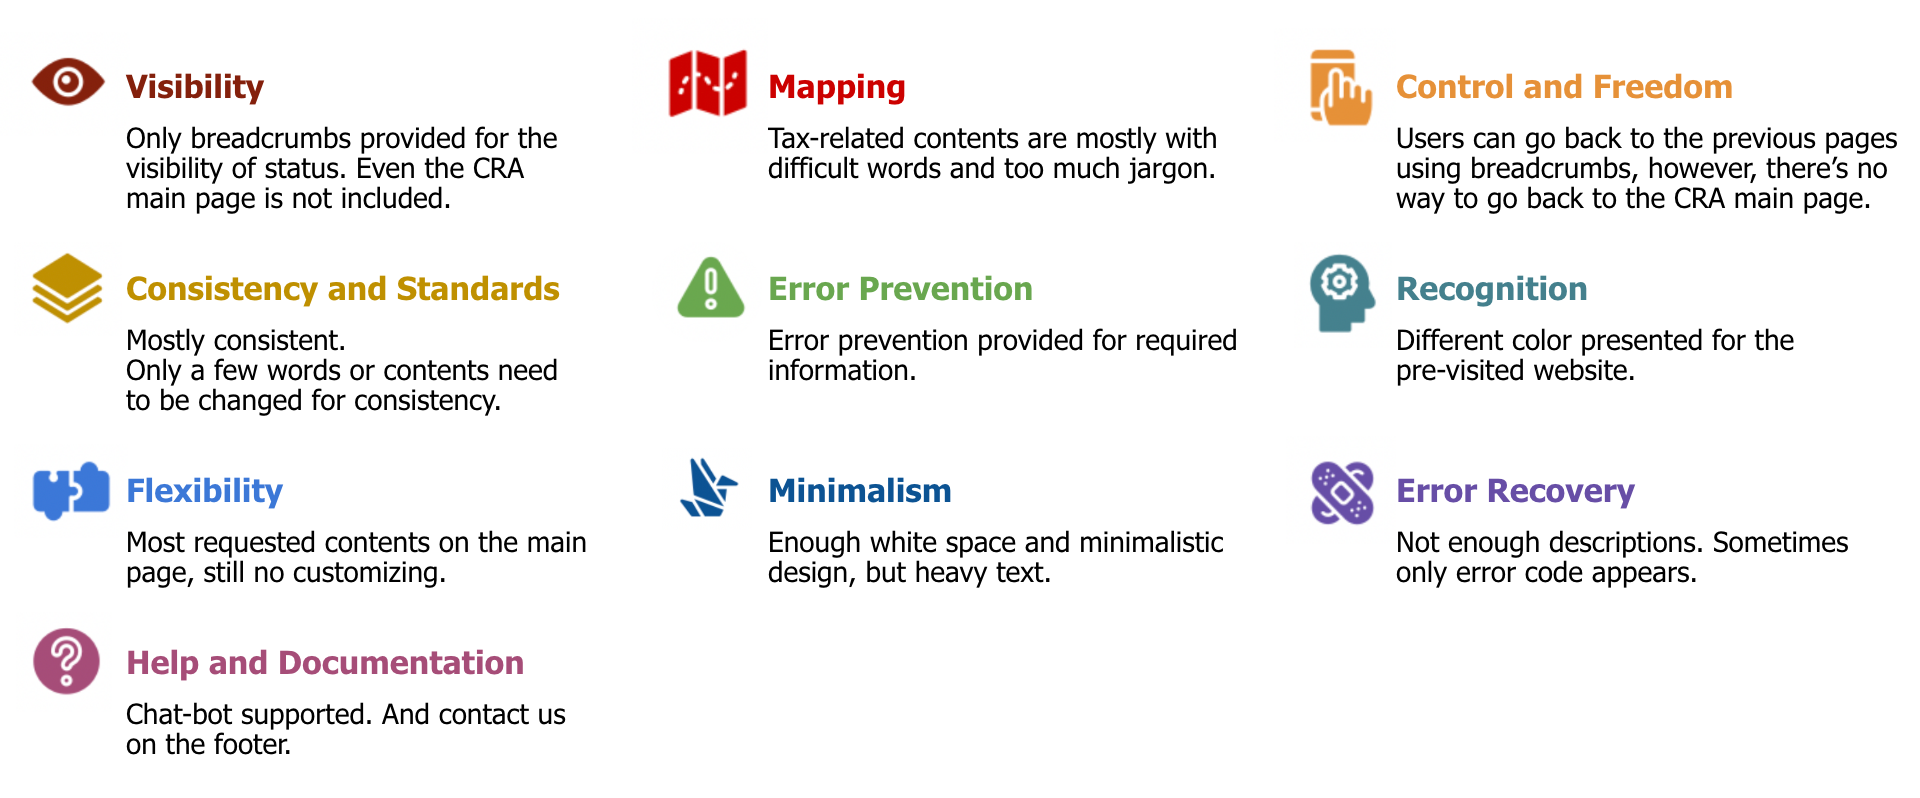 Visibility
Only breadcrumbs provided for the
visibility of status. Even the CRA
main page is not included.
Mapping
Tax-related contents are mostly with
difficult words and too much jargon.
Control and Freedom
Users can go back to the previous pages
using breadcrumbs, however, there’s no
way to go back to the CRA main page.
Consistency and Standards
Mostly consistent.
Only a few words or contents need
to be changed for consistency.
Error Prevention
Error prevention provided for required
information.
Recognition
Different color presented for the
pre-visited website.
Flexibility
Most requested contents on the main
page, still no customizing.
Minimalism
Enough white space and minimalistic
design, but heavy text.
Error Recovery
Not enough descriptions. Sometimes
only error code appears.
Help and Documentation
Chat-bot supported. And contact us
on the footer.